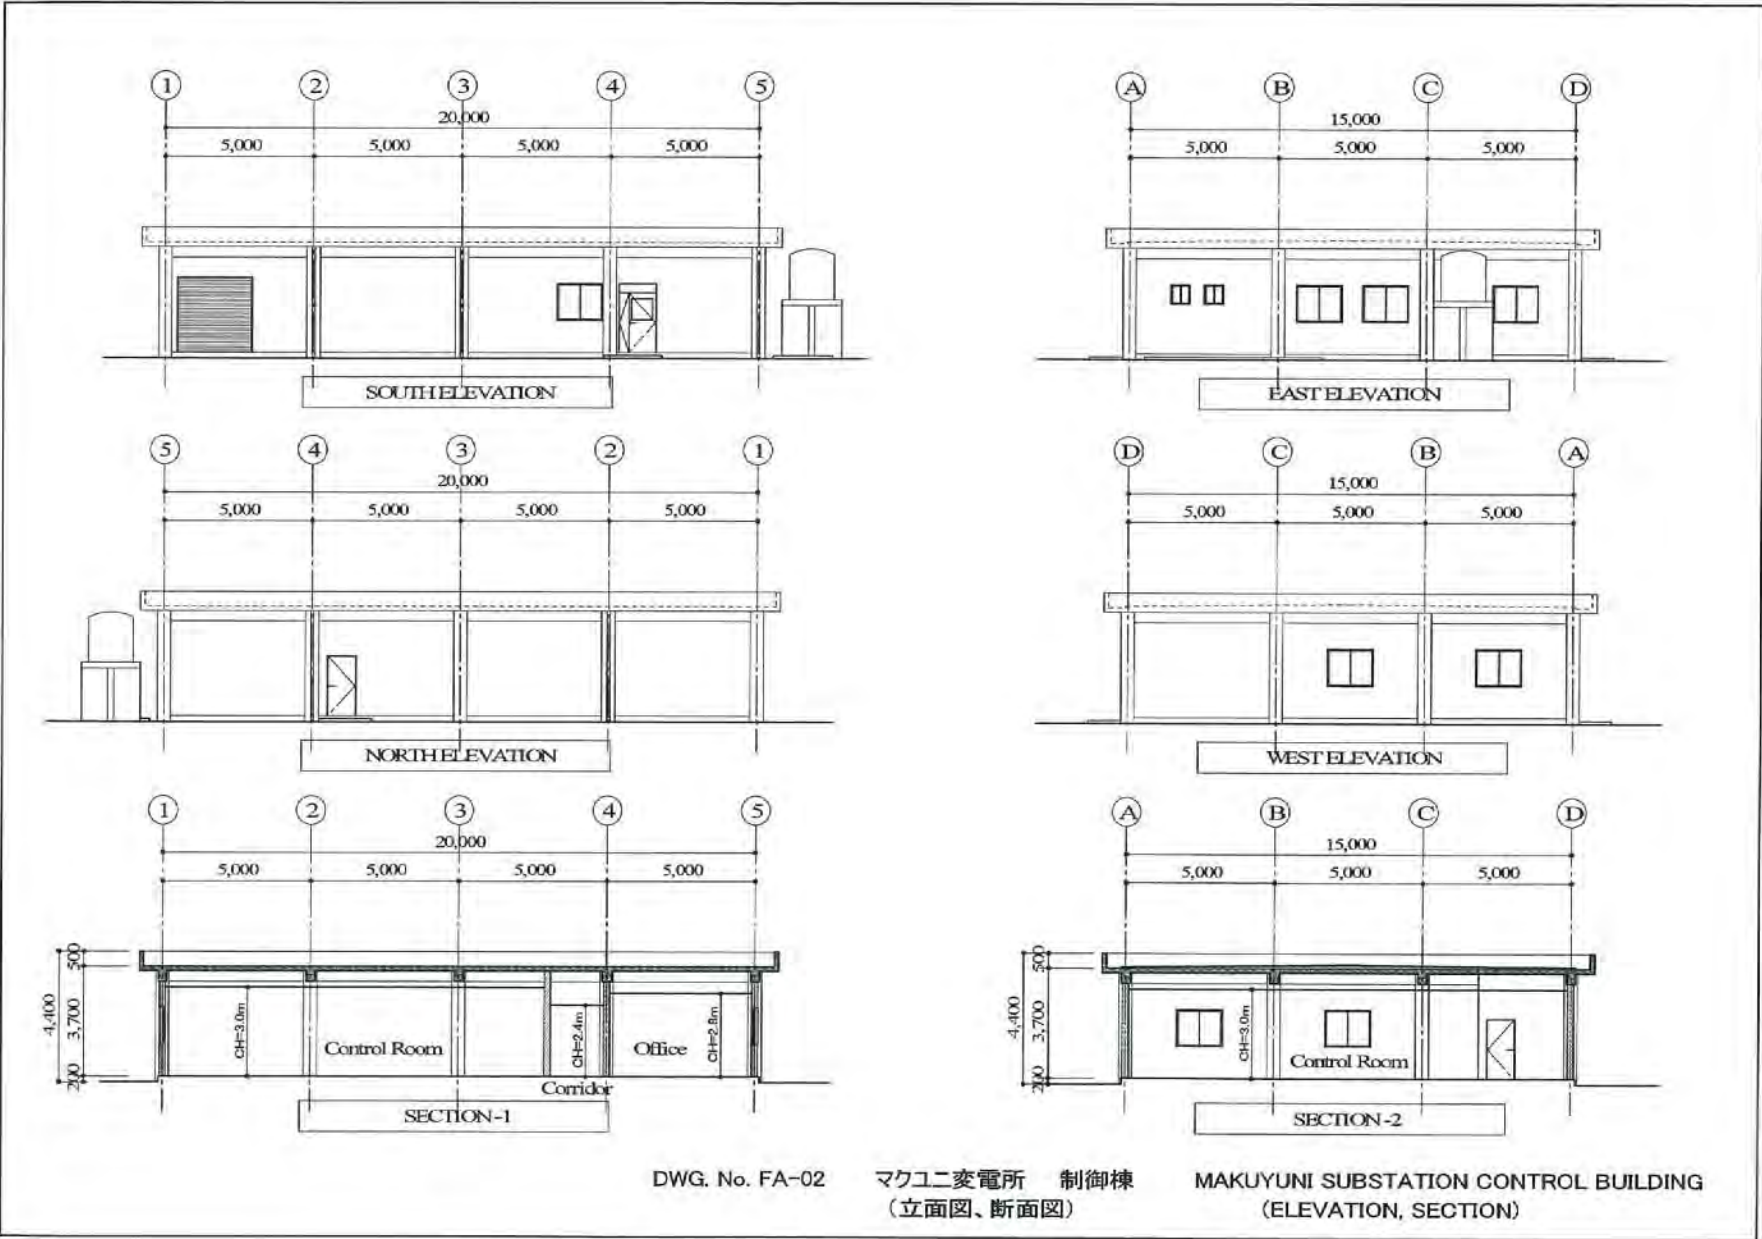 1 2 3 4 5
20,000
5,000 5,000 5,000 5,000
SOUTH ELEVATION
A B C D
15,000
5,000 5,000 5,000
EAST ELEVATION
5 4 3 2 1
20,000
5,000 5,000 5,000 5,000
NORTH ELEVATION
D C B A
15,000
5,000 5,000 5,000
WEST ELEVATION
1 2 3 4 5
20,000
5,000 5,000 5,000 5,000
4,400
500
3,700
200
CH=3.0m
Control Room
CH=2.4m
Office
CH=2.8m
Corridor
SECTION-1
A B C D
15,000
5,000 5,000 5,000
4,400
500
3,700
200
CH=3.0m
Control Room
SECTION-2
DWG. No. FA-02 マクユニ変電所 制御棟 MAKUYUNI SUBSTATION CONTROL BUILDING
(立面図、断面図) (ELEVATION, SECTION)